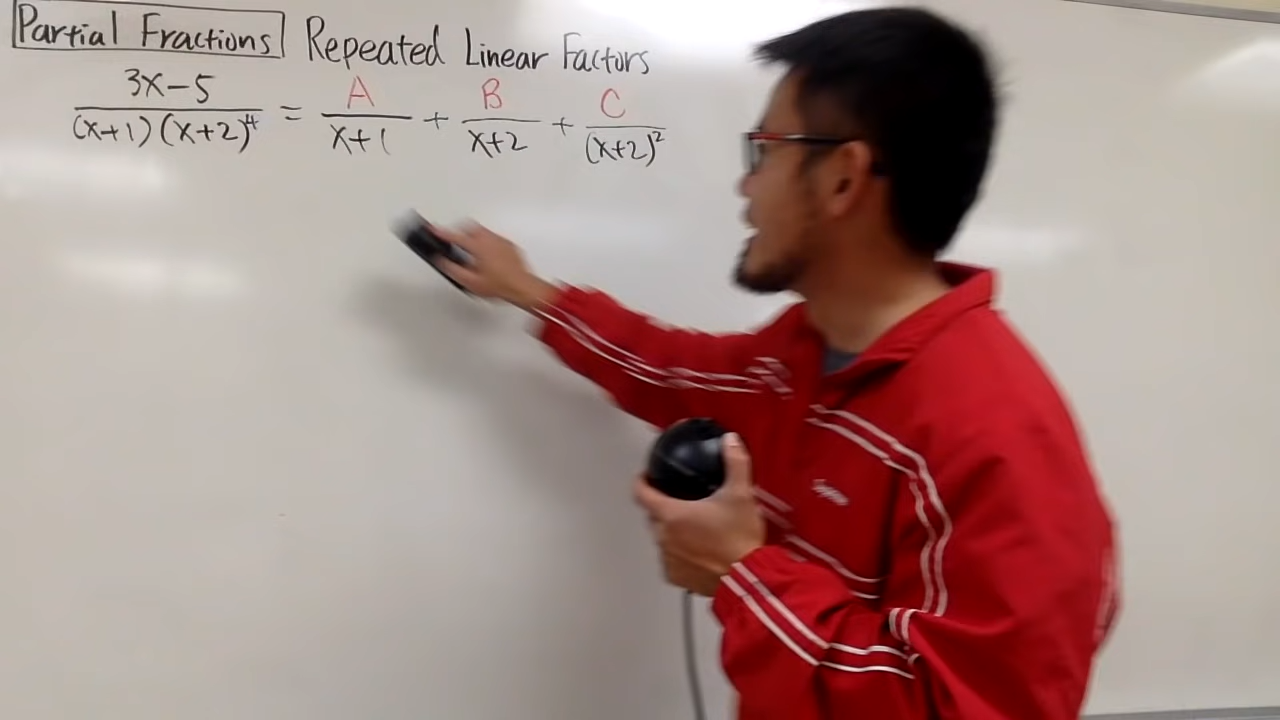 Partial Fractions Repeated Linear Factors
3x-5 / (x+1)(x+2)^4 = A / x+1 + B / x+2 + C / (x+2)^2